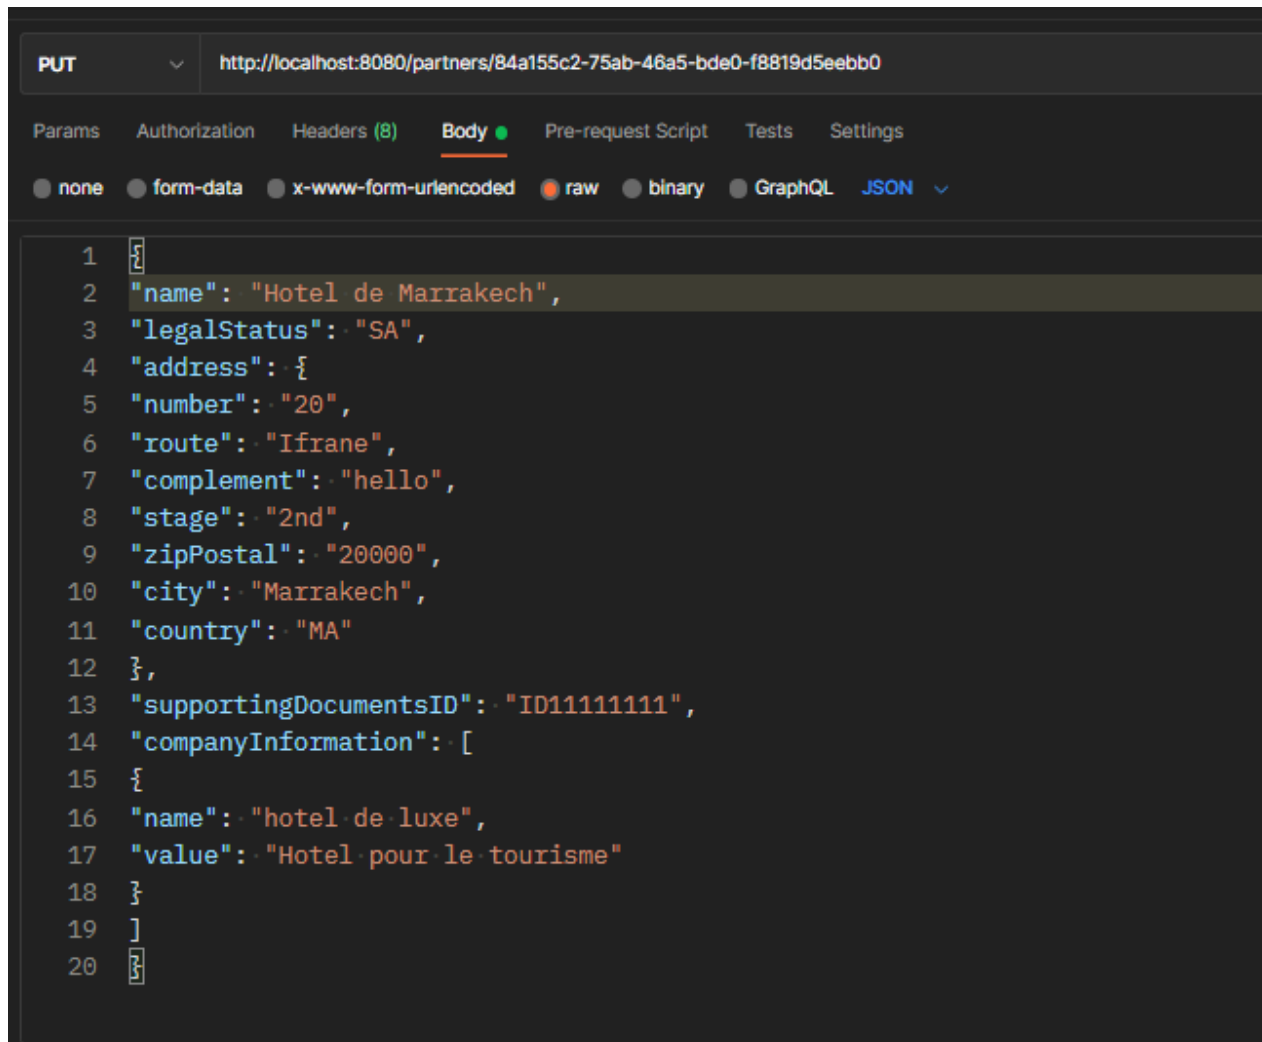 PUT http://localhost:8080/partners/84a155c2-75ab-46a5-bde0-f8819d5eebb0
Params Authorization Headers (8) Body Pre-request Script Tests Settings
none form-data x-www-form-urlencoded raw binary GraphQL JSON
1 {
2 "name": "Hotel de Marrakech",
3 "legalStatus": "SA",
4 "address": {
5 "number": "20",
6 "route": "Ifrane",
7 "complement": "hello",
8 "stage": "2nd",
9 "zipPostal": "20000",
10 "city": "Marrakech",
11 "country": "MA"
12 },
13 "supportingDocumentsID": "ID11111111",
14 "companyInformation": [
15 {
16 "name": "hotel de luxe",
17 "value": "Hotel pour le tourisme"
18 }
19 ]
20 }